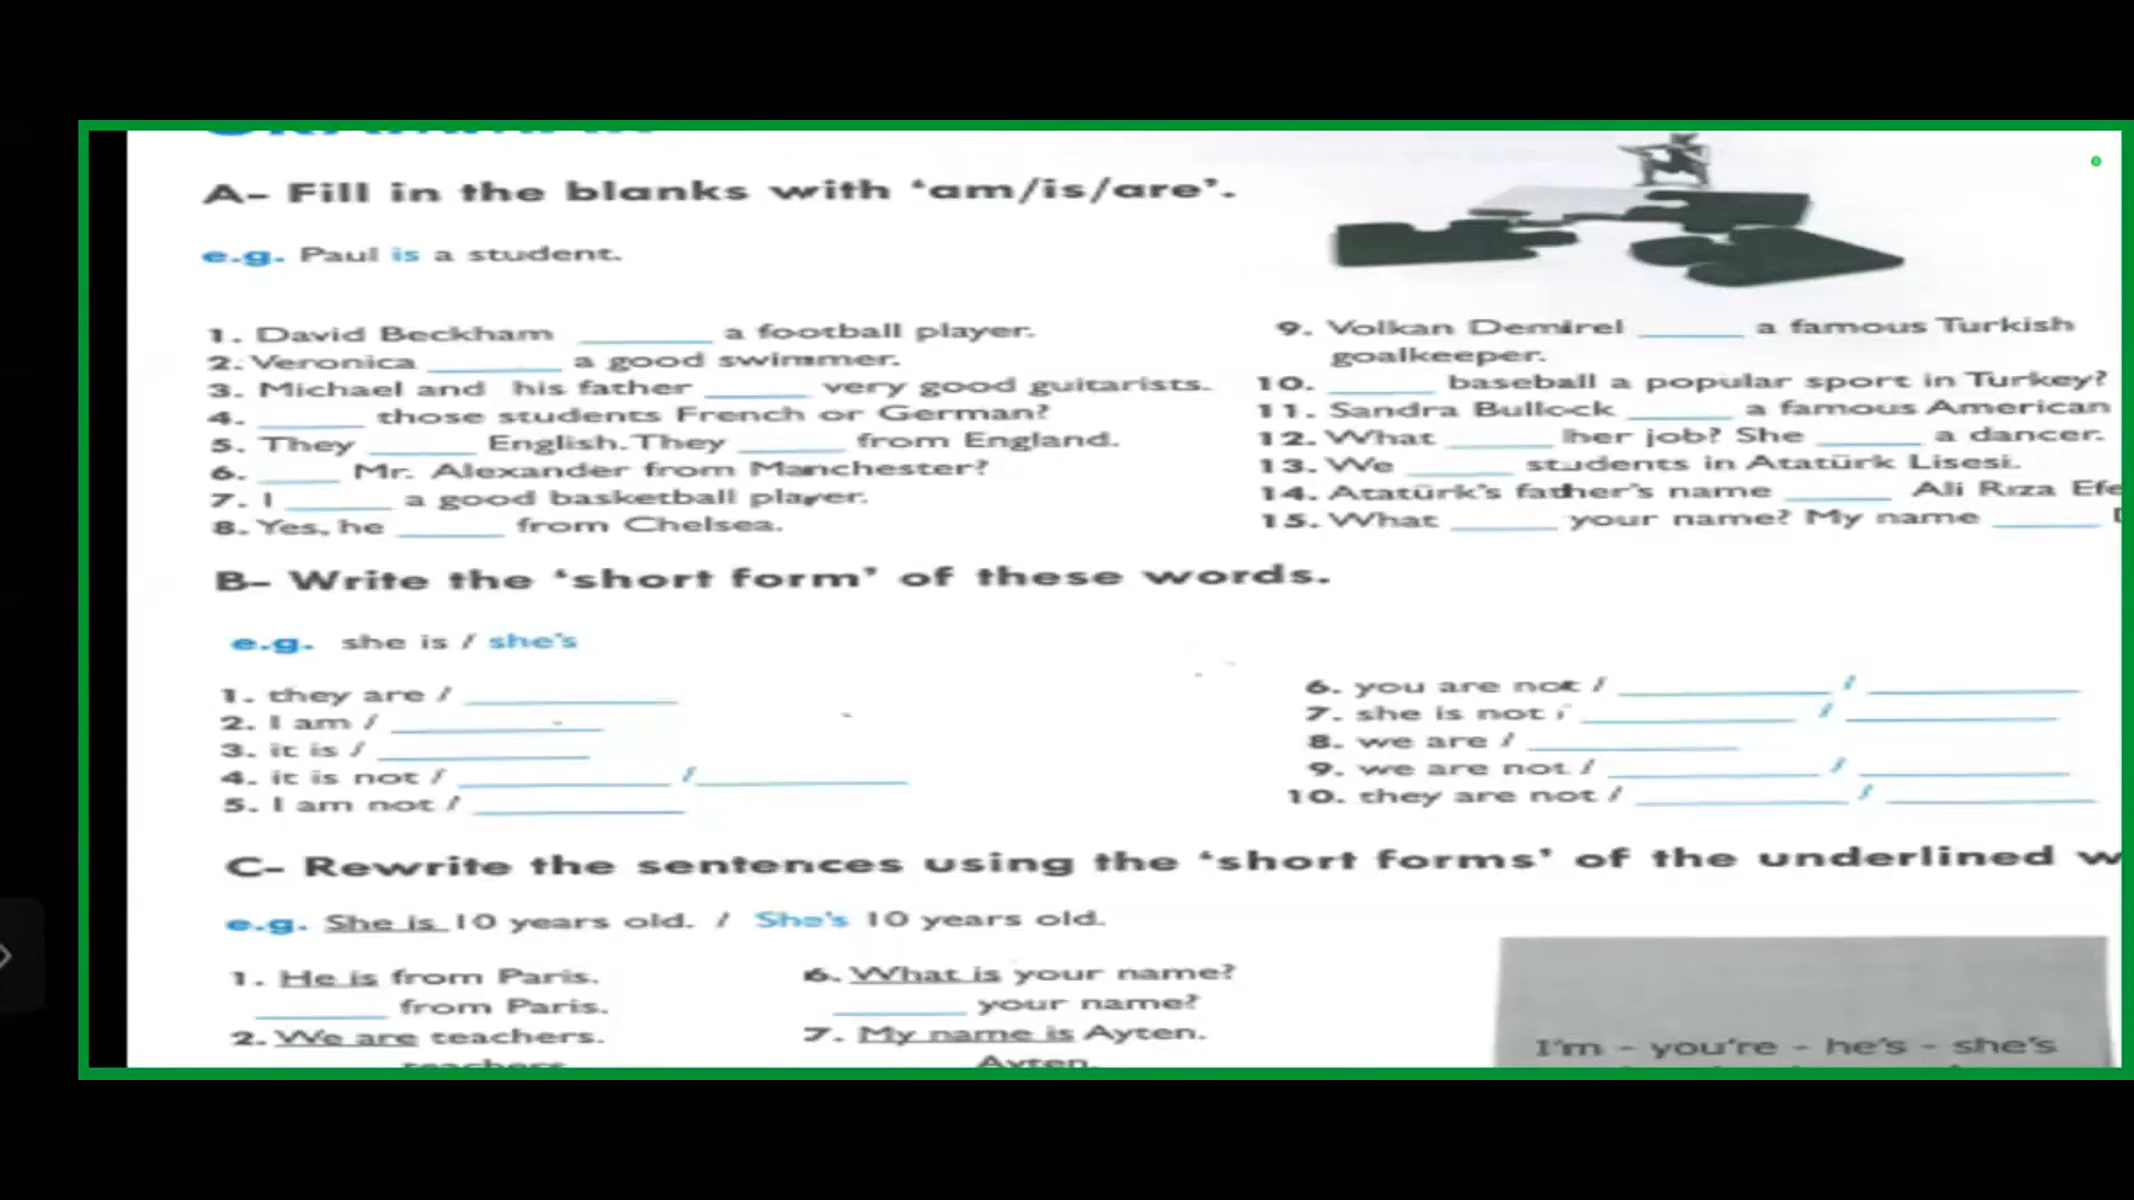 A- Fill in the blanks with ‘am/is/are’.
e.g. Paul is a student.
1. David Beckham ______ a football player.
2. Veronica ______ a good swimmer.
3. Michael and his father ______ very good guitarists.
4. ______ those students French or German?
5. They ______ English. They ______ from England.
6. ______ Mr. Alexander from Manchester?
7. I ______ a good basketball player.
8. Yes, he ______ from Chelsea.
9. Volkan Demirel ______ a famous Turkish
goalkeeper.
10. ______ baseball a popular sport in Turkey?
11. Sandra Bullock ______ a famous American
12. What ______ her job? She ______ a dancer.
13. We ______ students in Atatürk Lisesi.
14. Atatürk's father's name ______ Ali Rıza Efe
15. What ______ your name? My name ______
B- Write the ‘short form’ of these words.
e.g. she is / she's
1. they are / ______
2. I am / ______
3. it is / ______
4. it is not / ______ / ______
5. I am not / ______
6. you are not / ______ / ______
7. she is not / ______ / ______
8. we are / ______
9. we are not / ______ / ______
10. they are not / ______ / ______
C- Rewrite the sentences using the ‘short forms’ of the underlined
e.g. She is 10 years old. / She's 10 years old.
1. He is from Paris.
______ from Paris.
2. We are teachers.
teachers
6. What is your name?
______ your name?
7. My name is Ayten.
Ayten.
I'm - you're - he's - she's